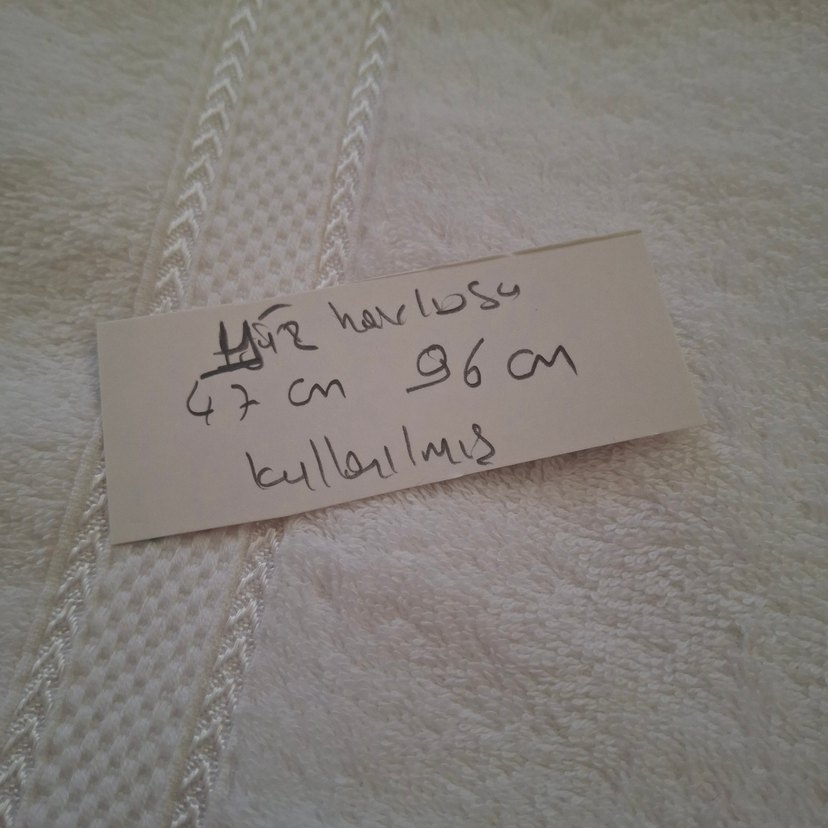 Yüz havlusu
47 cm 96 cm
kullanılmış